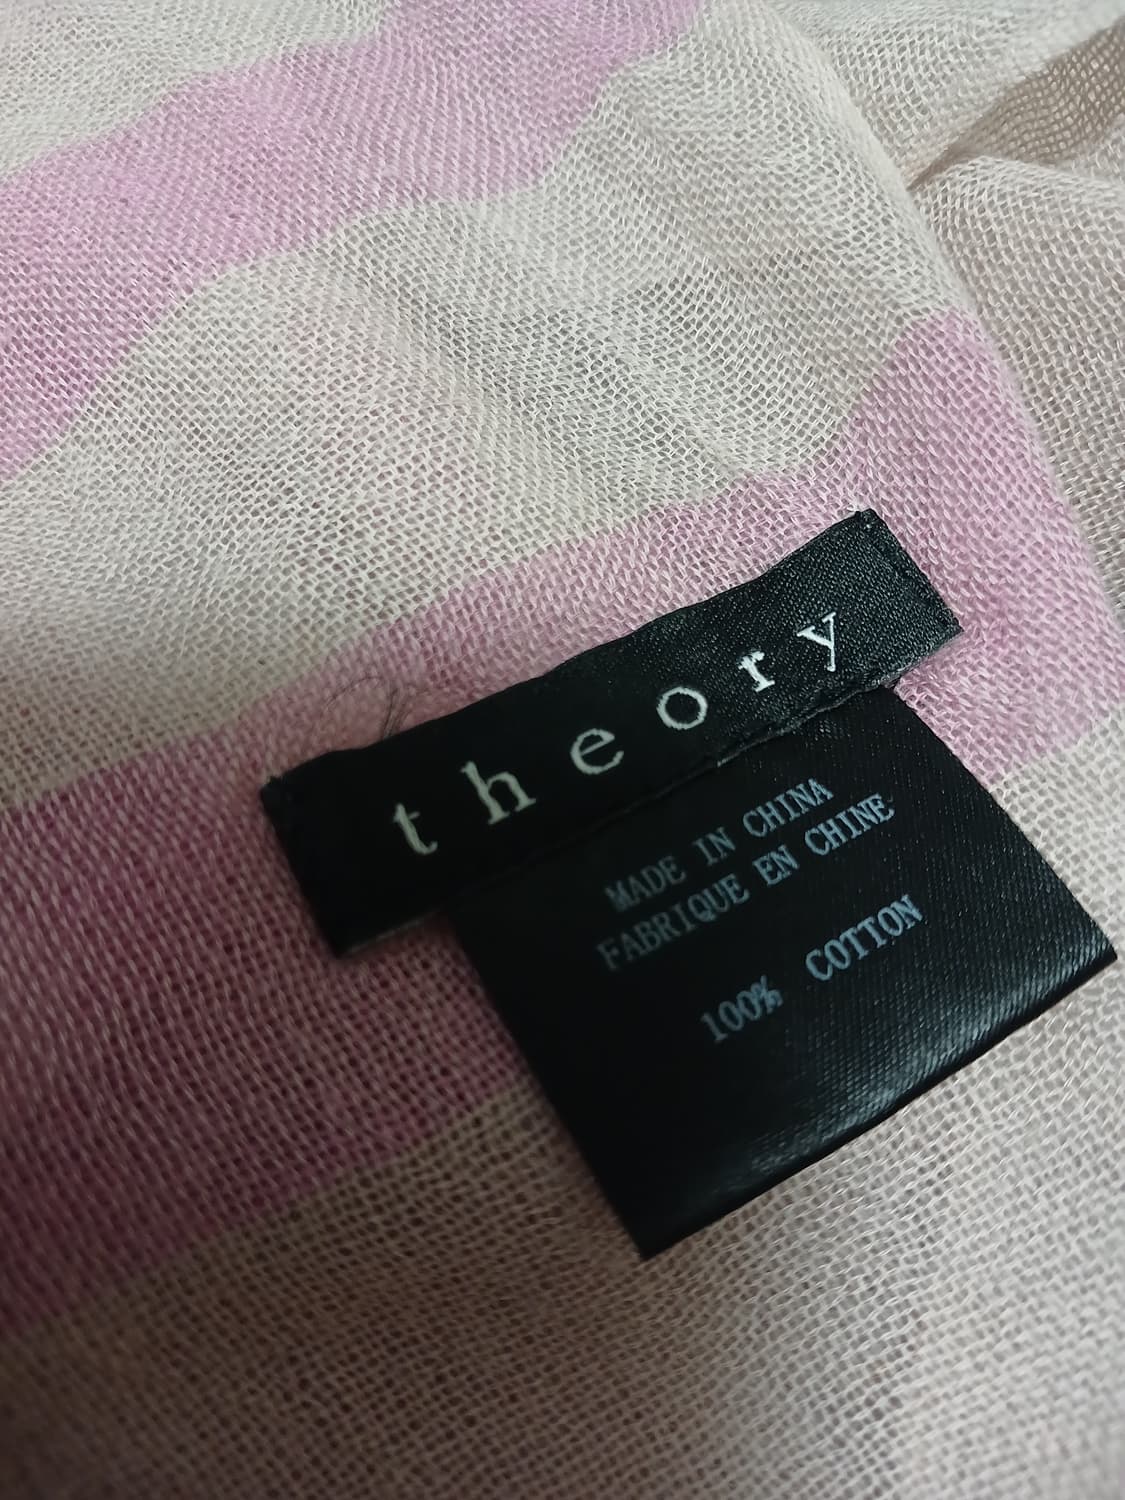 theory
MADE IN CHINA
FABRIQUE EN CHINE
100% COTTON